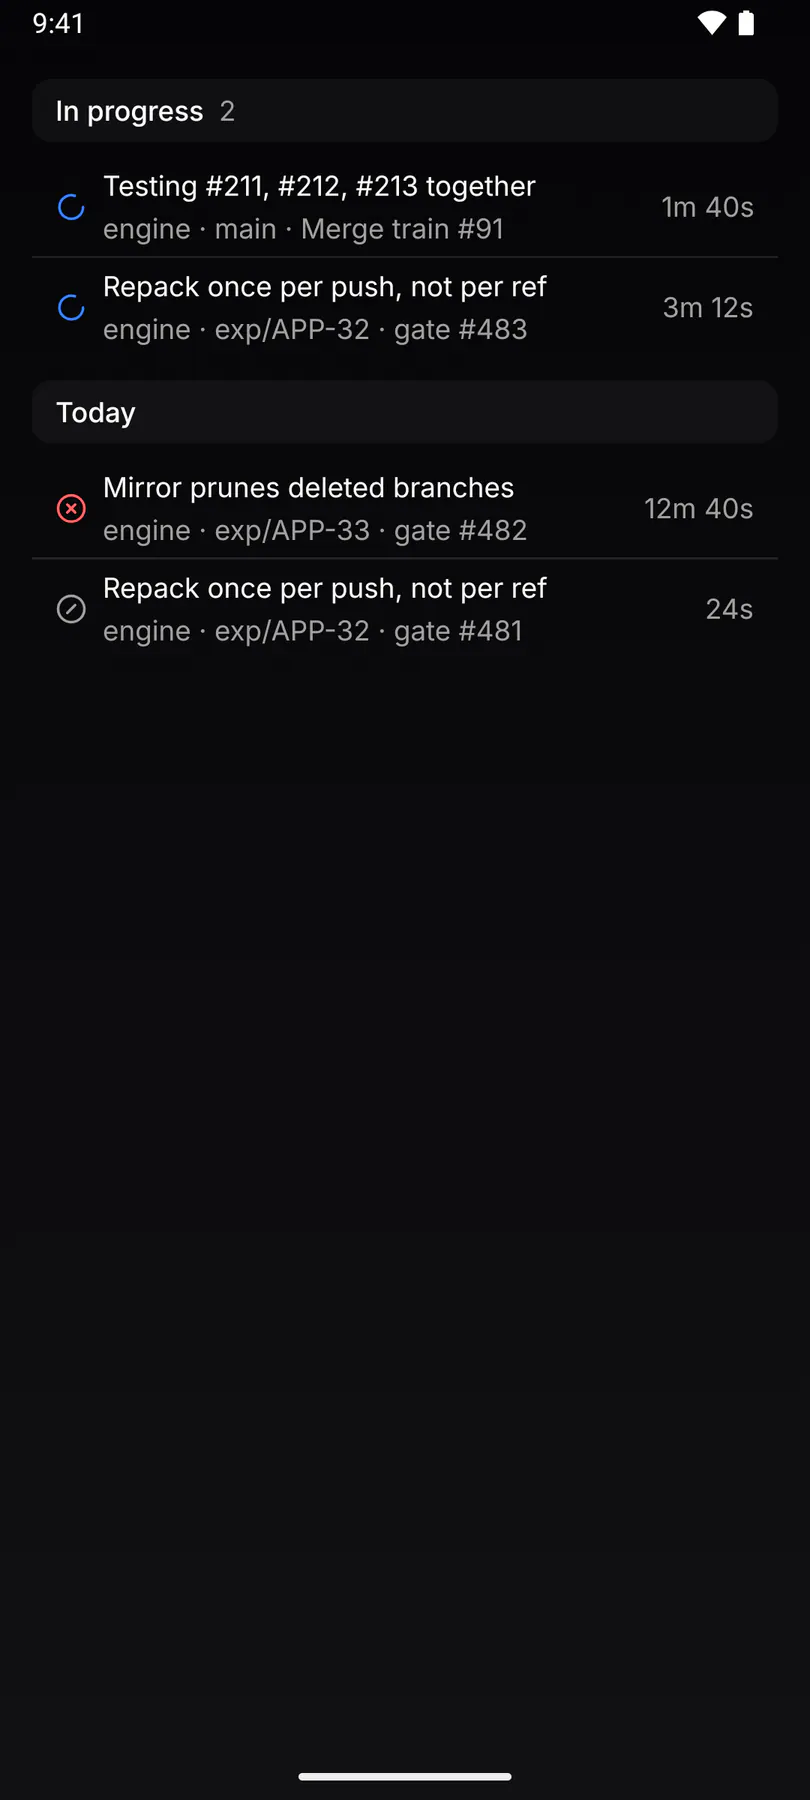 9:41
In progress 2
Testing #211, #212, #213 together
1m 40s
engine · main · Merge train #91
Repack once per push, not per ref
3m 12s
engine · exp/APP-32 · gate #483
Today
Mirror prunes deleted branches
12m 40s
engine · exp/APP-33 · gate #482
Repack once per push, not per ref
24s
engine · exp/APP-32 · gate #481